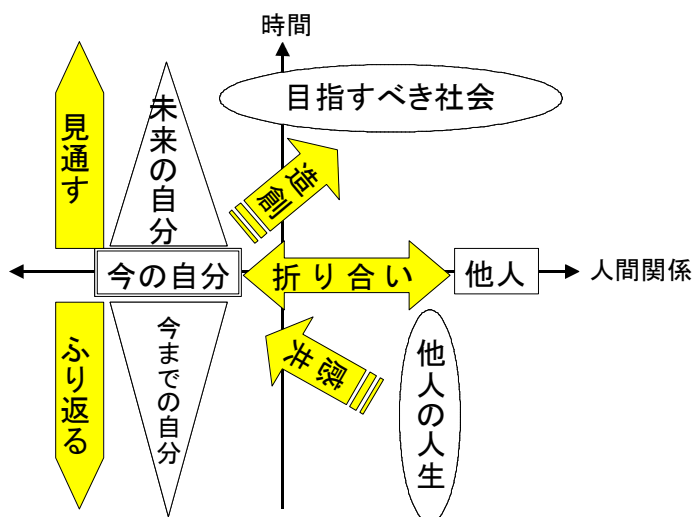 時間
目指すべき社会
見通す
未来の自分
創造
今の自分
折り合い
他人
人間関係
ふり返る
今までの自分
共感
他人の人生